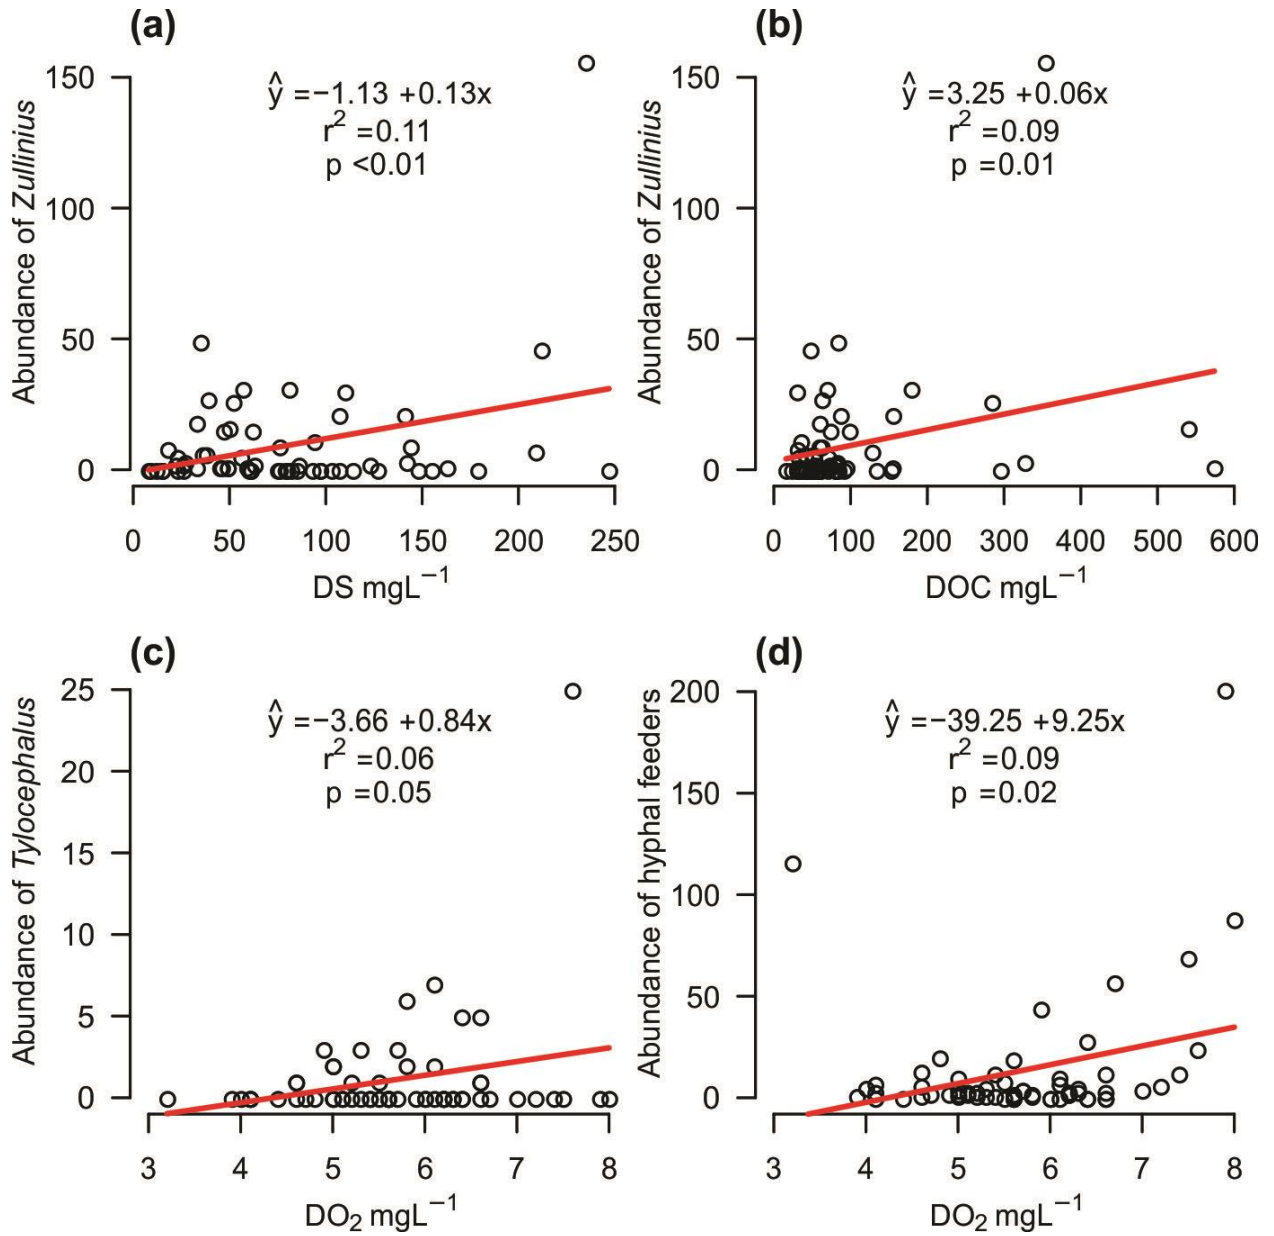 (a)
ŷ =−1.13 +0.13x
r² =0.11
p <0.01
Abundance of Zullinius
150
100
50
0
0 50 100 150 200 250
DS mgL⁻¹
(b)
ŷ =3.25 +0.06x
r² =0.09
p =0.01
Abundance of Zullinius
150
100
50
0
0 100 200 300 400 500 600
DOC mgL⁻¹
(c)
ŷ =−3.66 +0.84x
r² =0.06
p =0.05
Abundance of Tylocephalus
25
20
15
10
5
0
3 4 5 6 7 8
DO₂ mgL⁻¹
(d)
ŷ =−39.25 +9.25x
r² =0.09
p =0.02
Abundance of hyphal feeders
200
150
100
50
0
3 4 5 6 7 8
DO₂ mgL⁻¹